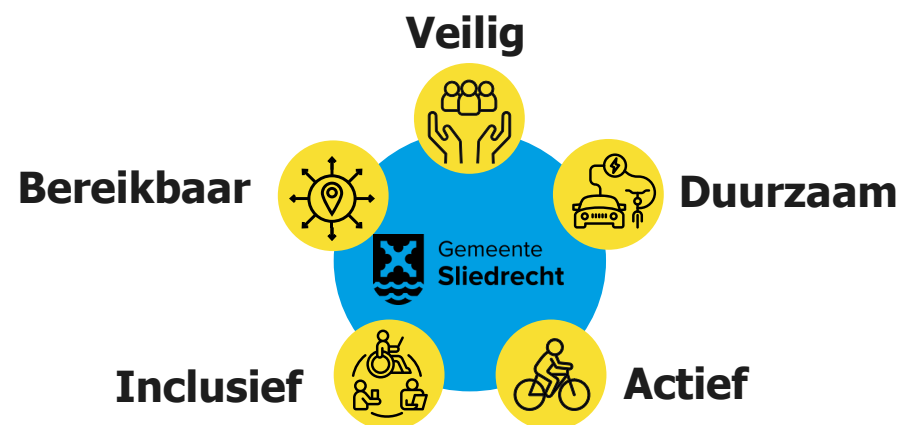 Veilig
Bereikbaar
Duurzaam
Gemeente
Sliedrecht
Inclusief
Actief